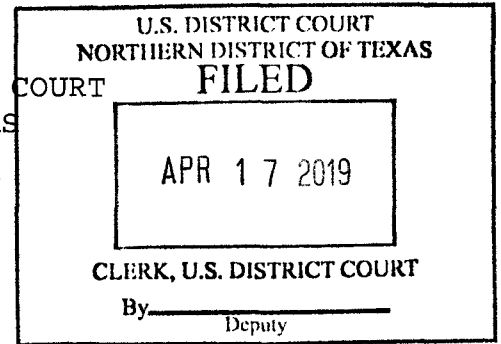 U.S. DISTRICT COURT
NORTHERN DISTRICT OF TEXAS
COURT
FILED
S
APR 17 2019
CLERK, U.S. DISTRICT COURT
By
Deputy